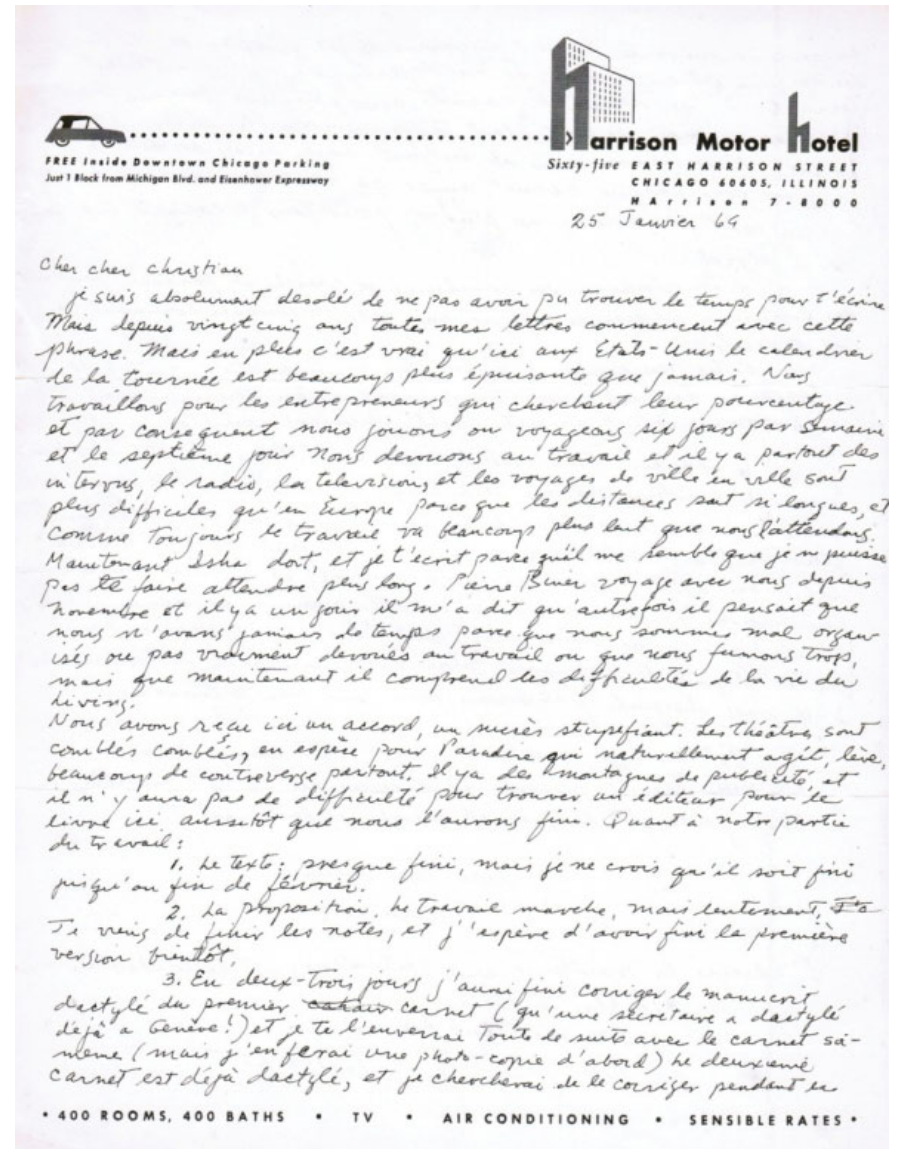 harrison Motor hotel
FREE Inside Downtown Chicago Parking
Just 1 Block from Michigan Blvd. and Eisenhower Expressway
Sixty-five EAST HARRISON STREET
CHICAGO 60605, ILLINOIS
HArrison 7-8000
25 Janvier 69
Cher cher Christian
je suis absolument desolé de ne pas avoir pu trouver le temps pour t'écrire
Mais depuis vingt cinq ans toutes mes lettres commencent avec cette
phrase. Mais en plus c'est vrai qu'ici aux Etats-Unis le calendrier
de la tournée est beaucoup plus épuisante que jamais. Nous
travaillons pour les entrepreneurs qui cherchent leur pourcentage
et par consequent nous jouons ou voyageons six jours par semaine
et le septième jour nous devouons au travail et il y a partout des
intervus, le radio, la television, et les voyages de ville en ville sont
plus difficiles qu'en Europe parce que les distances sont si longues, et
comme toujours le travail va beaucoup plus lent que nous l'attendons.
Maintenant Isha dort, et je t'écrit parce qu'il me semble que je ne puisse
pas te faire attendre plus long. Pierre Biner voyage avec nous depuis
novembre et il y a un jour il m'a dit qu'autrefois il pensait que
nous n'avons jamais de temps parce que nous sommes mal organ-
isés ou pas vraiment devoués au travail ou que nous fumons trop,
mais que maintenant il comprend les difficultés de la vie du
Living.
Nous avons reçu ici un accord, un succès stupefiant. Les théâtres sont
comblés comblés, en espèce pour Paradise qui naturellement agit, lève,
beaucoup de controverse partout. Il y a des montagnes de publicité, et
il n'y aura pas de difficulté pour trouver un éditeur pour le
livre ici aussitôt que nous l'aurons fini. Quant à notre partie
du travail:
1. Le texte: presque fini, mais je ne crois qu'il soit fini
jusqu'au fin de février.
2. La proposition. Le travail marche, mais lentement,
Je viens de finir les notes, et j'espère d'avoir fini la première
version bientôt.
3. En deux-trois jours j'aurai fini corriger le manuscrit
dactylé du premier carnet (qu'une secrétaire a dactylé
dejà a Genève!) et je te l'enverrai toute de suite avec le carnet soi-
meme (mais j'en ferai une photo-copie d'abord) Le deuxieme
carnet est déjà dactylé, et je chercherai de le corriger pendant
• 400 ROOMS, 400 BATHS • TV • AIR CONDITIONING • SENSIBLE RATES •